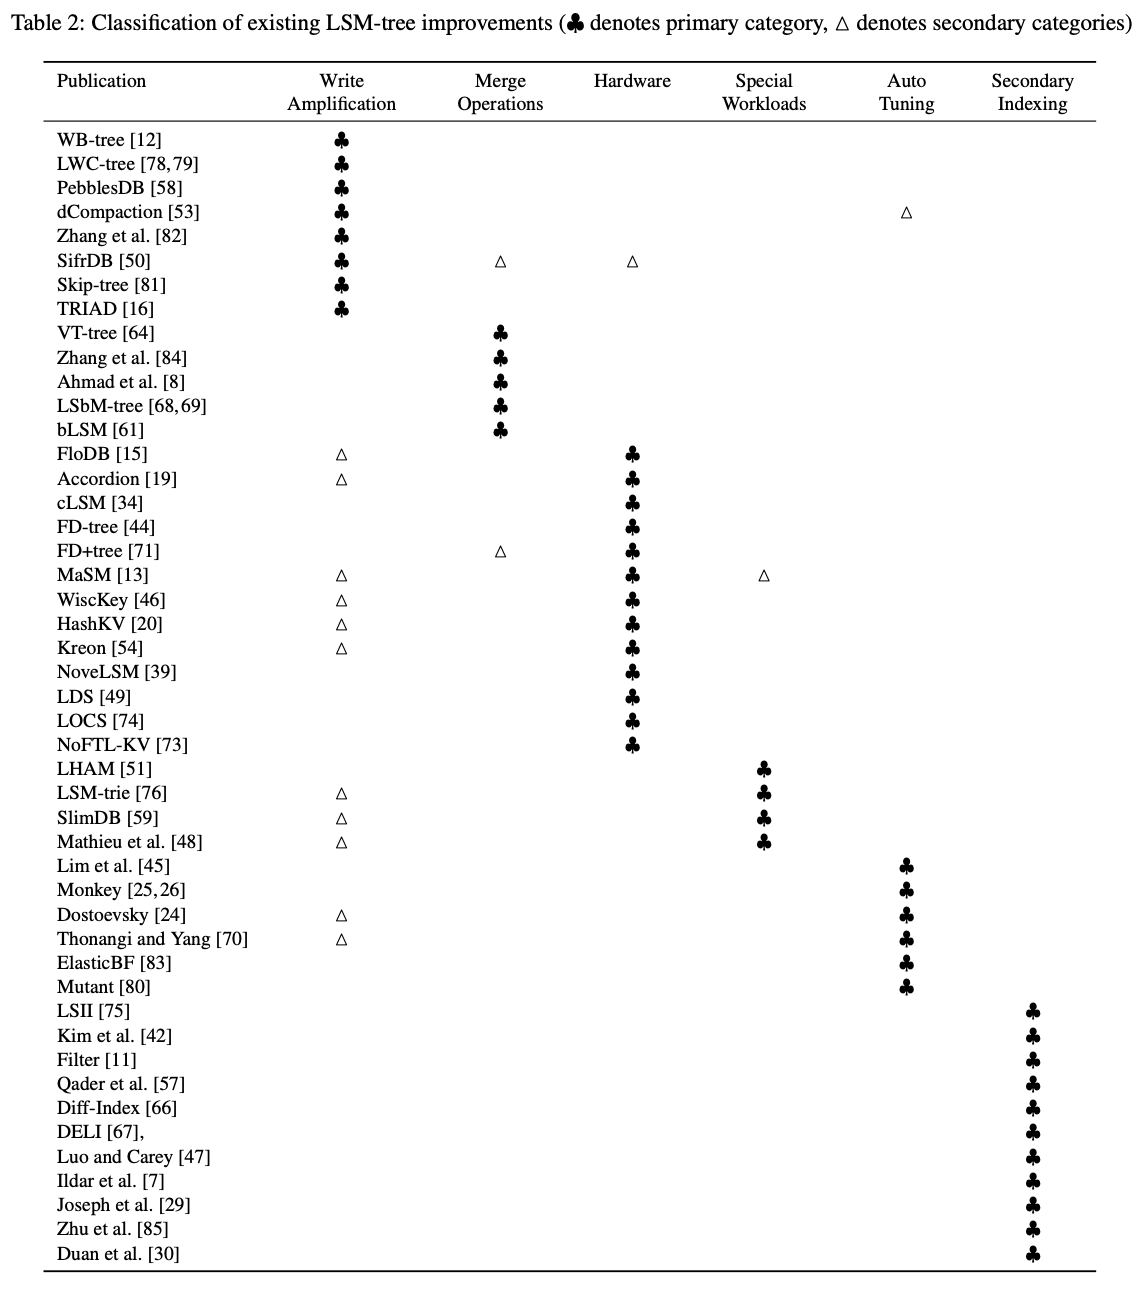 Table 2: Classification of existing LSM-tree improvements (♣ denotes primary category, △ denotes secondary categories)
Publication Write Amplification Merge Operations Hardware Special Workloads Auto Tuning Secondary Indexing
WB-tree [12] ♣
LWC-tree [78,79] ♣
PebblesDB [58] ♣
dCompaction [53] ♣ △
Zhang et al. [82] ♣
SifrDB [50] ♣ △ △
Skip-tree [81] ♣
TRIAD [16] ♣
VT-tree [64] ♣
Zhang et al. [84] ♣
Ahmad et al. [8] ♣
LSbM-tree [68,69] ♣
bLSM [61] ♣
FloDB [15] △ ♣
Accordion [19] △ ♣
cLSM [34] ♣
FD-tree [44] ♣
FD+tree [71] △ ♣
MaSM [13] △ ♣ △
WiscKey [46] △ ♣
HashKV [20] △ ♣
Kreon [54] △ ♣
NoveLSM [39] ♣
LDS [49] ♣
LOCS [74] ♣
NoFTL-KV [73] ♣
LHAM [51] ♣
LSM-trie [76] △ ♣
SlimDB [59] △ ♣
Mathieu et al. [48] △ ♣
Lim et al. [45] ♣
Monkey [25,26] ♣
Dostoevsky [24] △ ♣
Thonangi and Yang [70] △ ♣
ElasticBF [83] ♣
Mutant [80] ♣
LSII [75] ♣
Kim et al. [42] ♣
Filter [11] ♣
Qader et al. [57] ♣
Diff-Index [66] ♣
DELI [67], ♣
Luo and Carey [47] ♣
Ildar et al. [7] ♣
Joseph et al. [29] ♣
Zhu et al. [85] ♣
Duan et al. [30] ♣